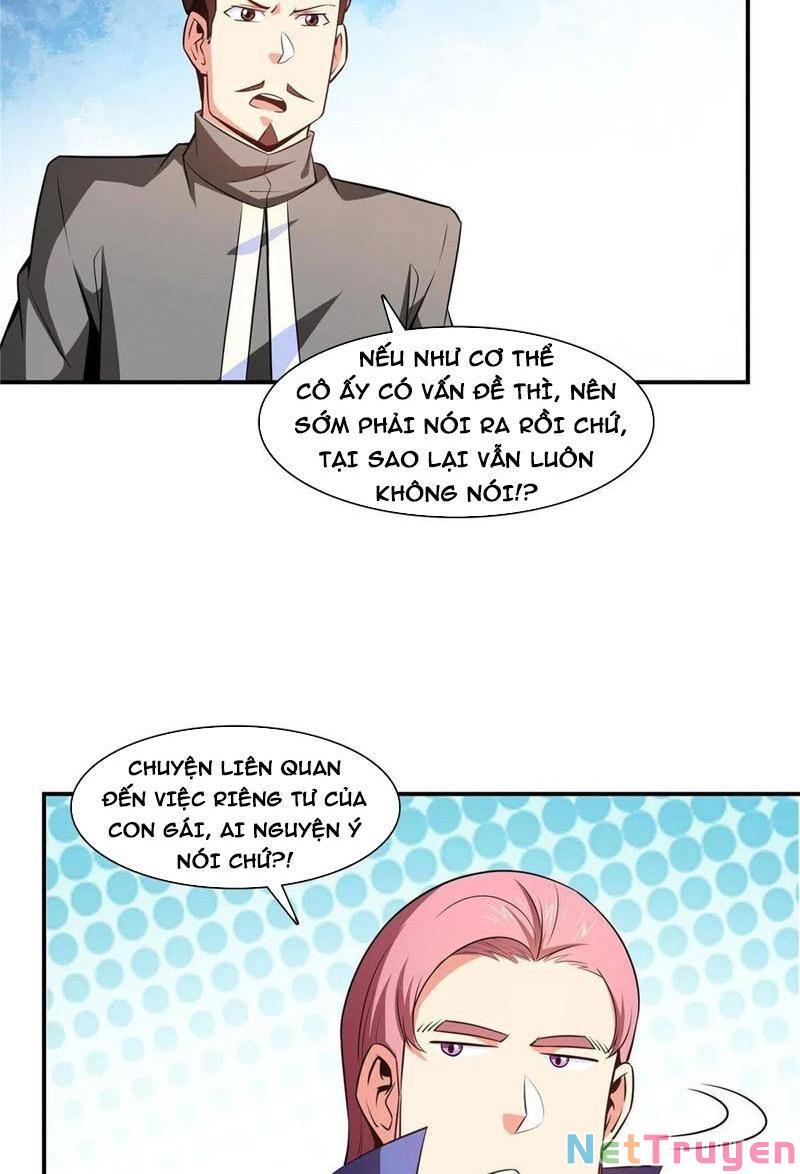 NẾU NHƯ CƠ THỂ
CÔ ẤY CÓ VẤN ĐỀ THÌ, NÊN
SỚM PHẢI NÓI RA RỒI CHỨ,
TẠI SAO LẠI VẪN LUÔN
KHÔNG NÓI!?
CHUYỆN LIÊN QUAN
ĐẾN VIỆC RIÊNG TƯ CỦA
CON GÁI, AI NGUYỆN Ý
NÓI CHỨ?!
NetTruyen